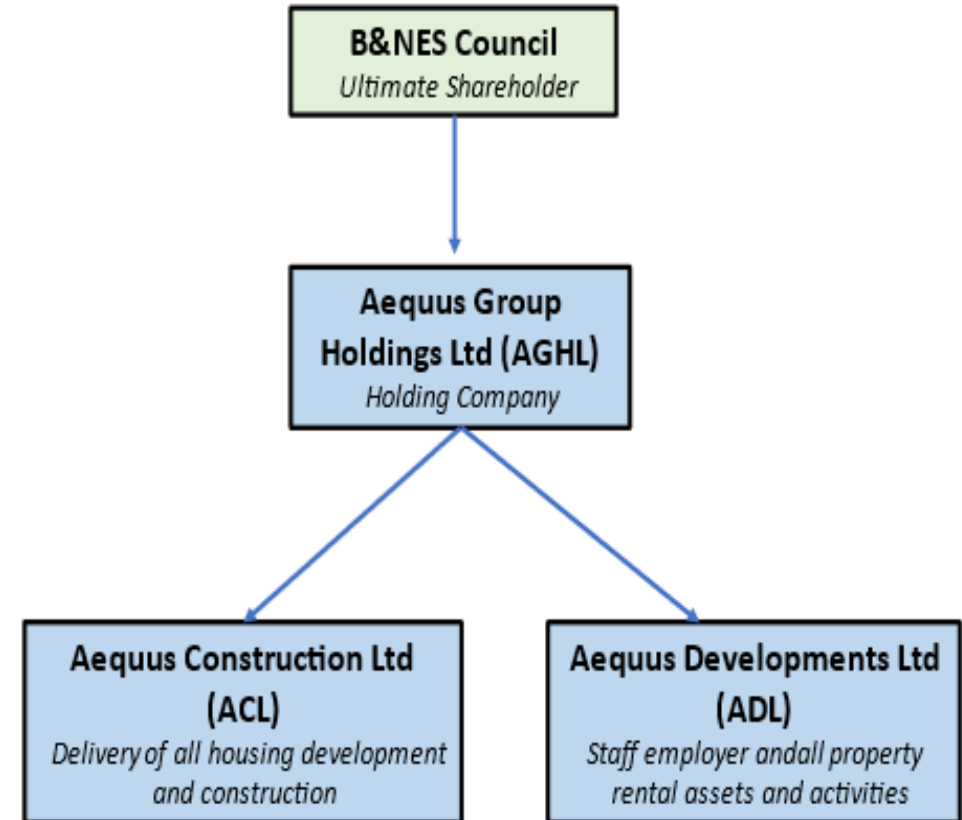 B&NES Council
Ultimate Shareholder
Aequus Group
Holdings Ltd (AGHL)
Holding Company
Aequus Construction Ltd
(ACL)
Delivery of all housing development
and construction
Aequus Developments Ltd
(ADL)
Staff employer andall property
rental assets and activities